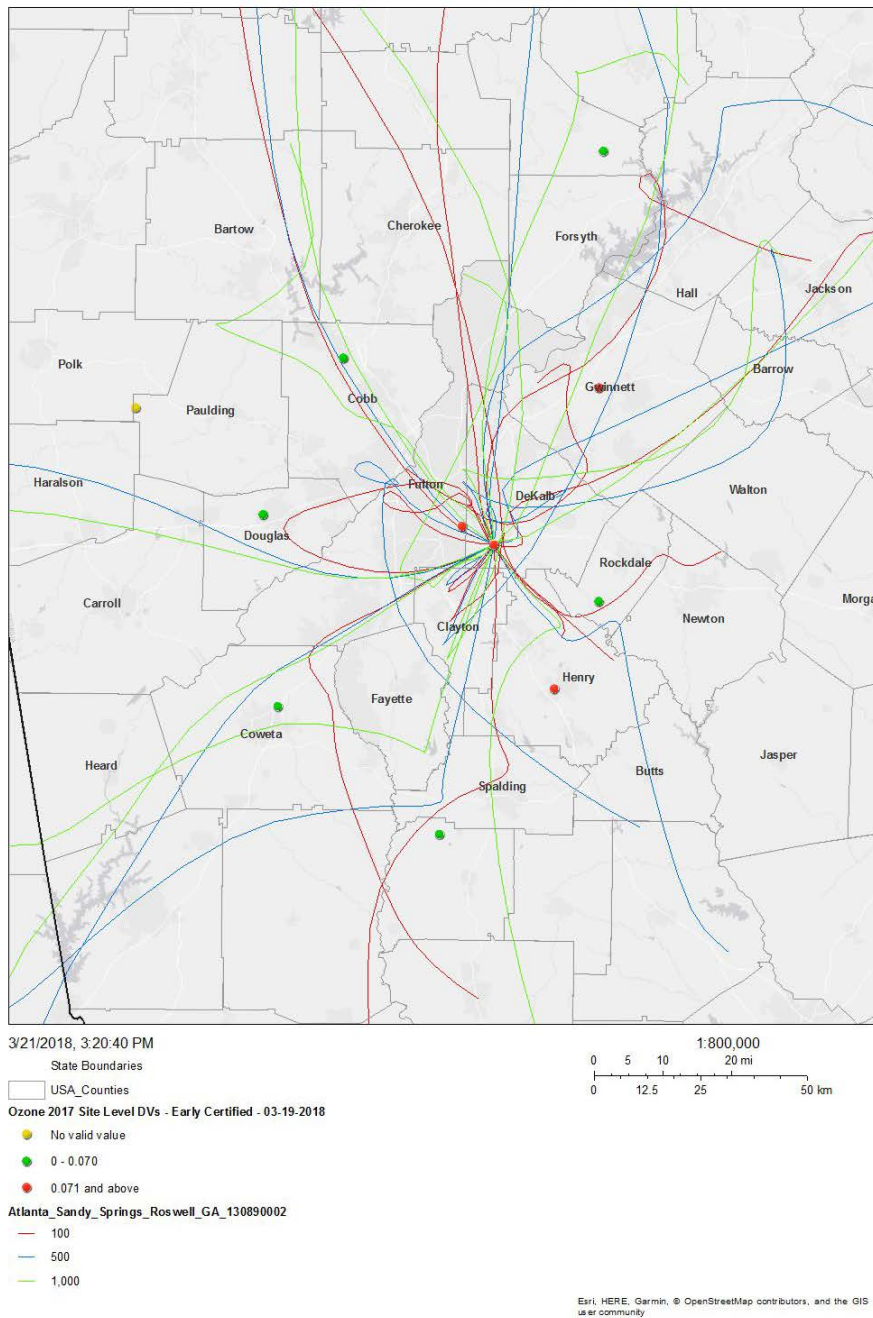 Bartow
Cherokee
Forsyth
Hall
Jackson
Polk
Paulding
Cobb
Gwinnett
Barrow
Haralson
Fulton
DeKalb
Walton
Douglas
Rockdale
Carroll
Clayton
Newton
Morga
Henry
Fayette
Coweta
Heard
Spalding
Butts
Jasper
3/21/2018, 3:20:40 PM
1:800,000
State Boundaries
0 5 10 20 mi
USA_Counties
0 12.5 25 50 km
Ozone 2017 Site Level DVs - Early Certified - 03-19-2018
No valid value
0 - 0.070
0.071 and above
Atlanta_Sandy_Springs_Roswell_GA_130890002
100
500
1,000
Esri, HERE, Garmin, © OpenStreetMap contributors, and the GIS
user community